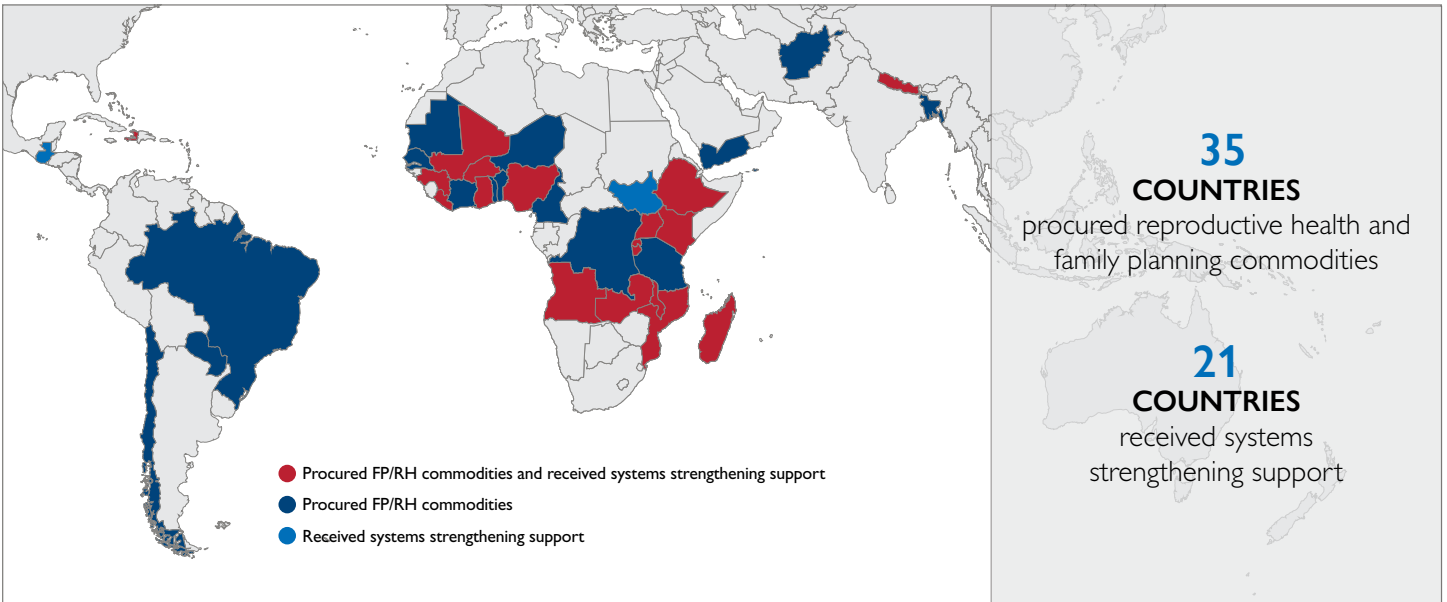 35
COUNTRIES
procured reproductive health and
family planning commodities
21
COUNTRIES
received systems
strengthening support
Procured FP/RH commodities and received systems strengthening support
Procured FP/RH commodities
Received systems strengthening support